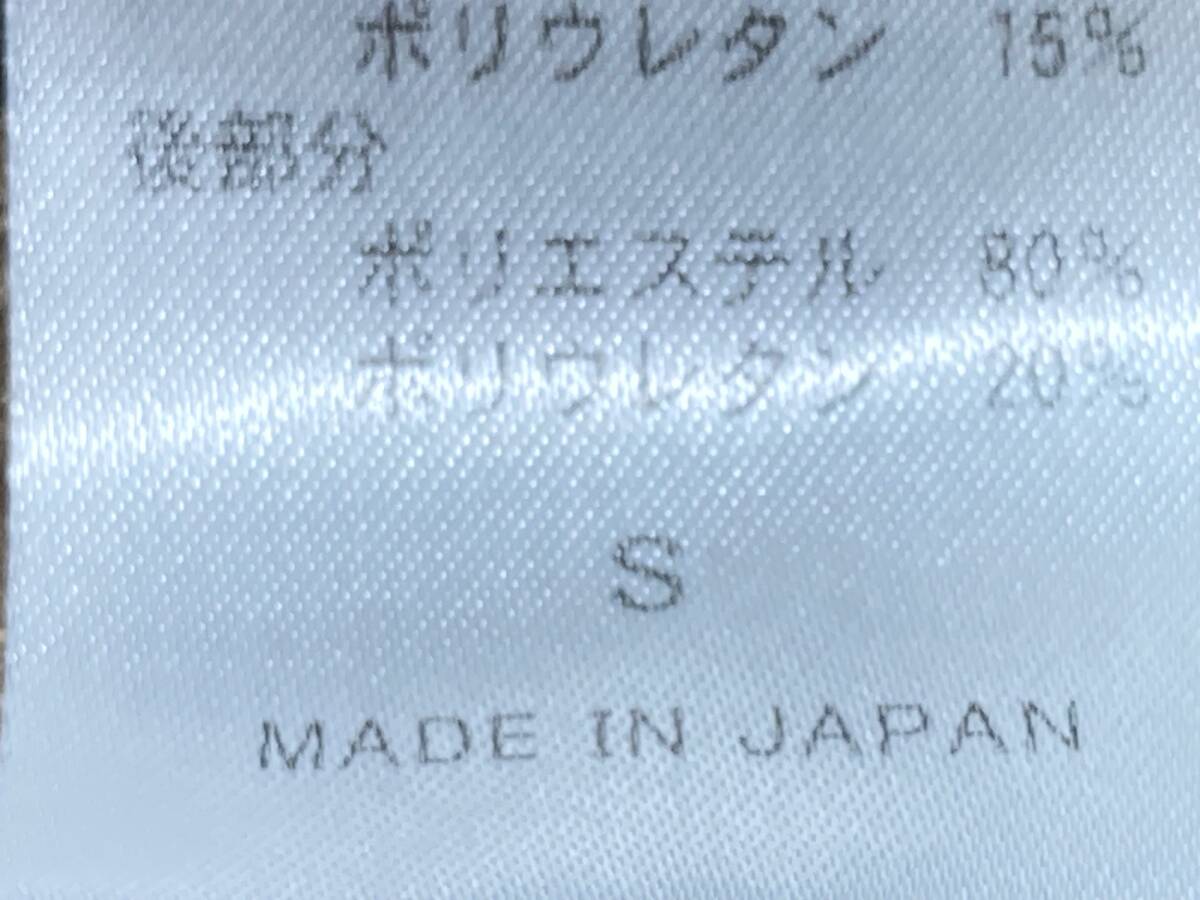 ポリウレタン 15%
後部分
ポリエステル 80%
ポリウレタン 20%
S
MADE IN JAPAN